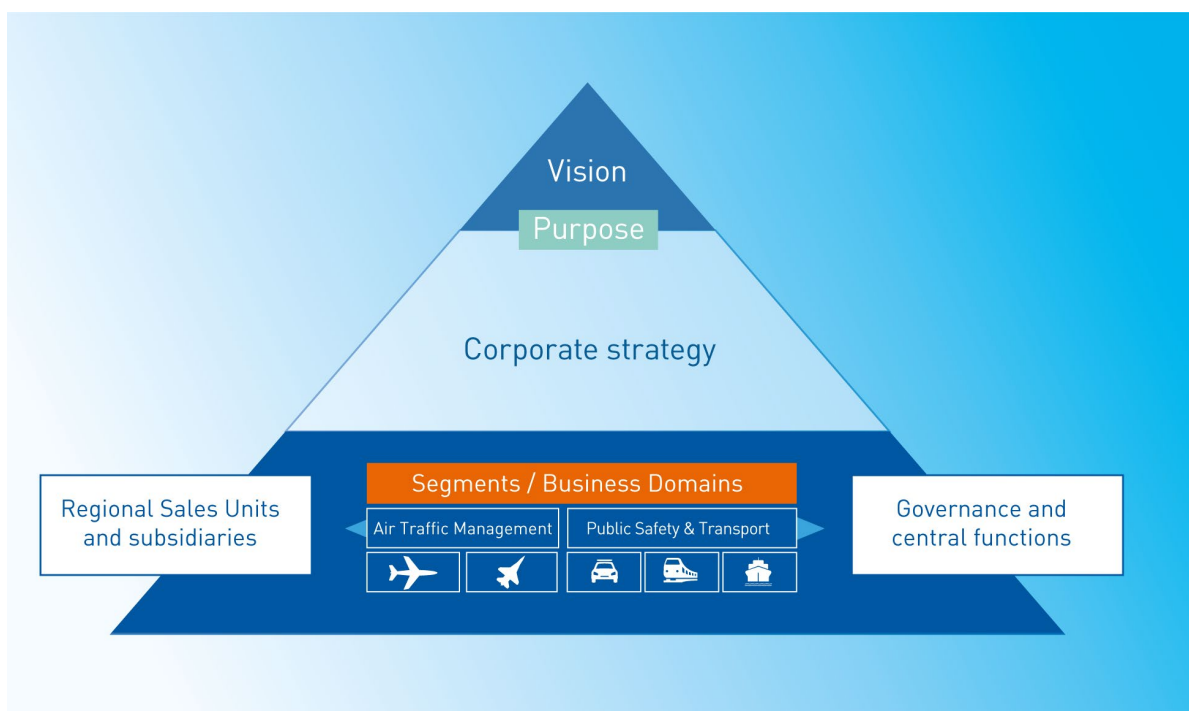 Vision
Purpose
Corporate strategy
Segments / Business Domains
Regional Sales Units
and subsidiaries
Air Traffic Management
Public Safety & Transport
Governance and
central functions